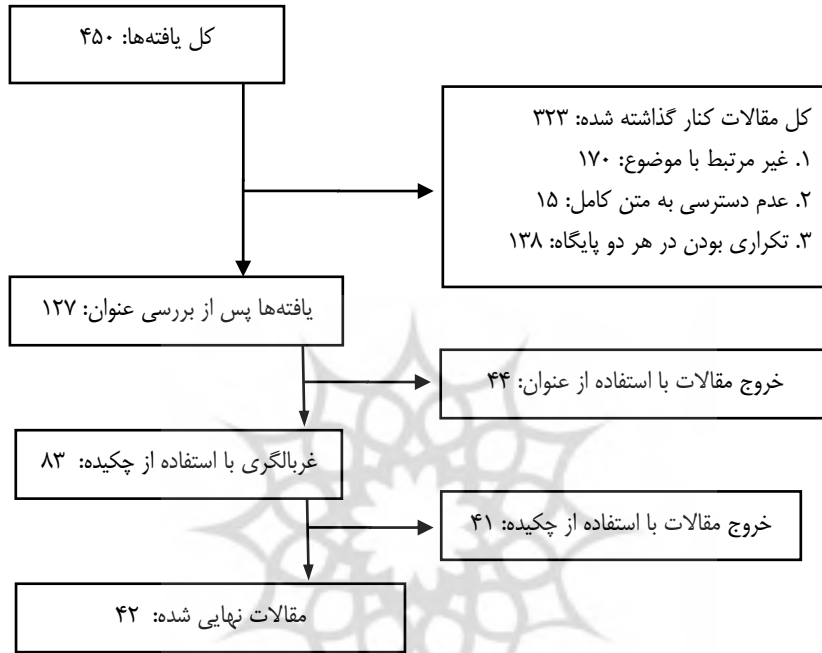 کل یافته‌ها: ۴۵۰
کل مقالات کنار گذاشته شده: ۳۲۳
۱. غیر مرتبط با موضوع: ۱۷۰
۲. عدم دسترسی به متن کامل: ۱۵
۳. تکراری بودن در هر دو پایگاه: ۱۳۸
یافته‌ها پس از بررسی عنوان: ۱۲۷
خروج مقالات با استفاده از عنوان: ۴۴
غربالگری با استفاده از چکیده: ۸۳
خروج مقالات با استفاده از چکیده: ۴۱
مقالات نهایی شده: ۴۲